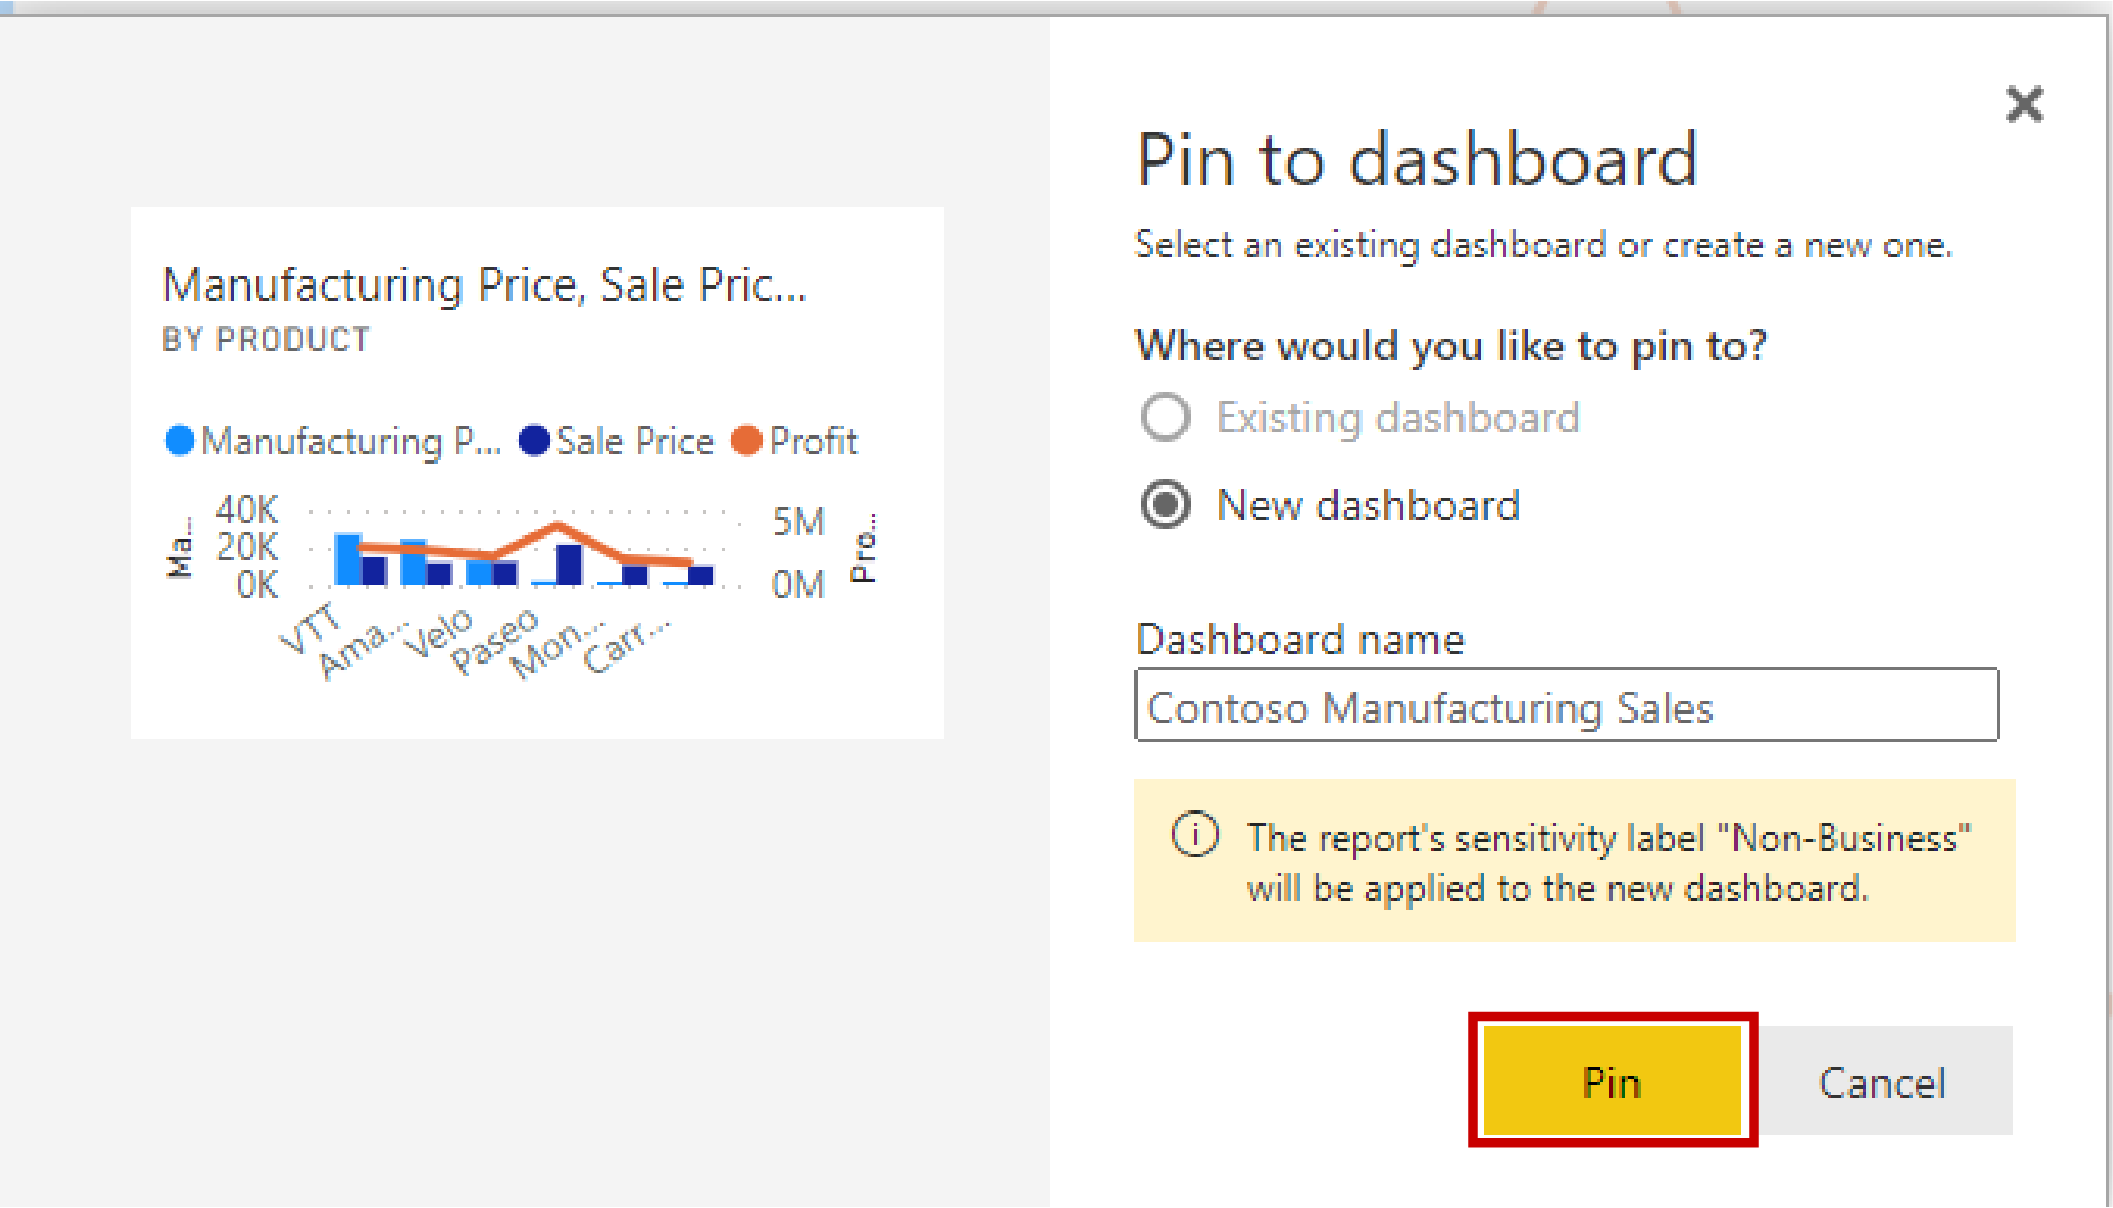 Manufacturing Price, Sale Pric...
BY PRODUCT
Manufacturing P... Sale Price Profit
Ma...
40K
20K
0K
5M
0M
Pro...
VTT
Ama...
Velo
Paseo
Mon...
Carr...
Pin to dashboard
Select an existing dashboard or create a new one.
Where would you like to pin to?
Existing dashboard
New dashboard
Dashboard name
Contoso Manufacturing Sales
The report's sensitivity label "Non-Business"
will be applied to the new dashboard.
Pin
Cancel